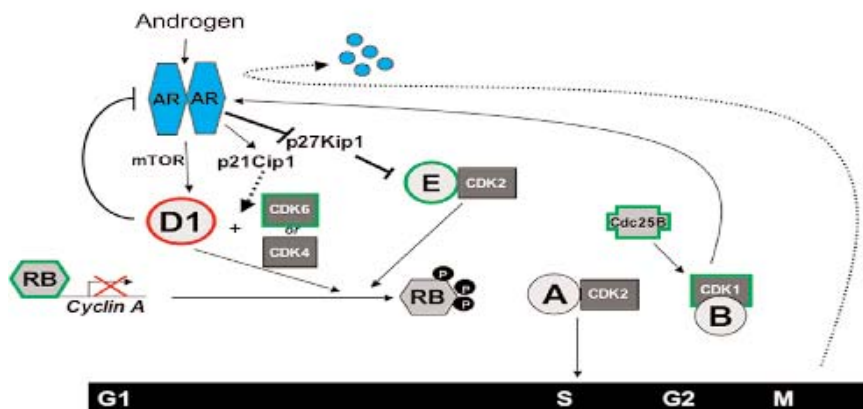 Androgen
AR AR
mTOR
p21Cip1
p27Kip1
E CDK2
D1 +
CDK6
or
CDK4
Cdc25B
RB
Cyclin A
RB
P
P
P
A CDK2
CDK1
B
G1 S G2 M